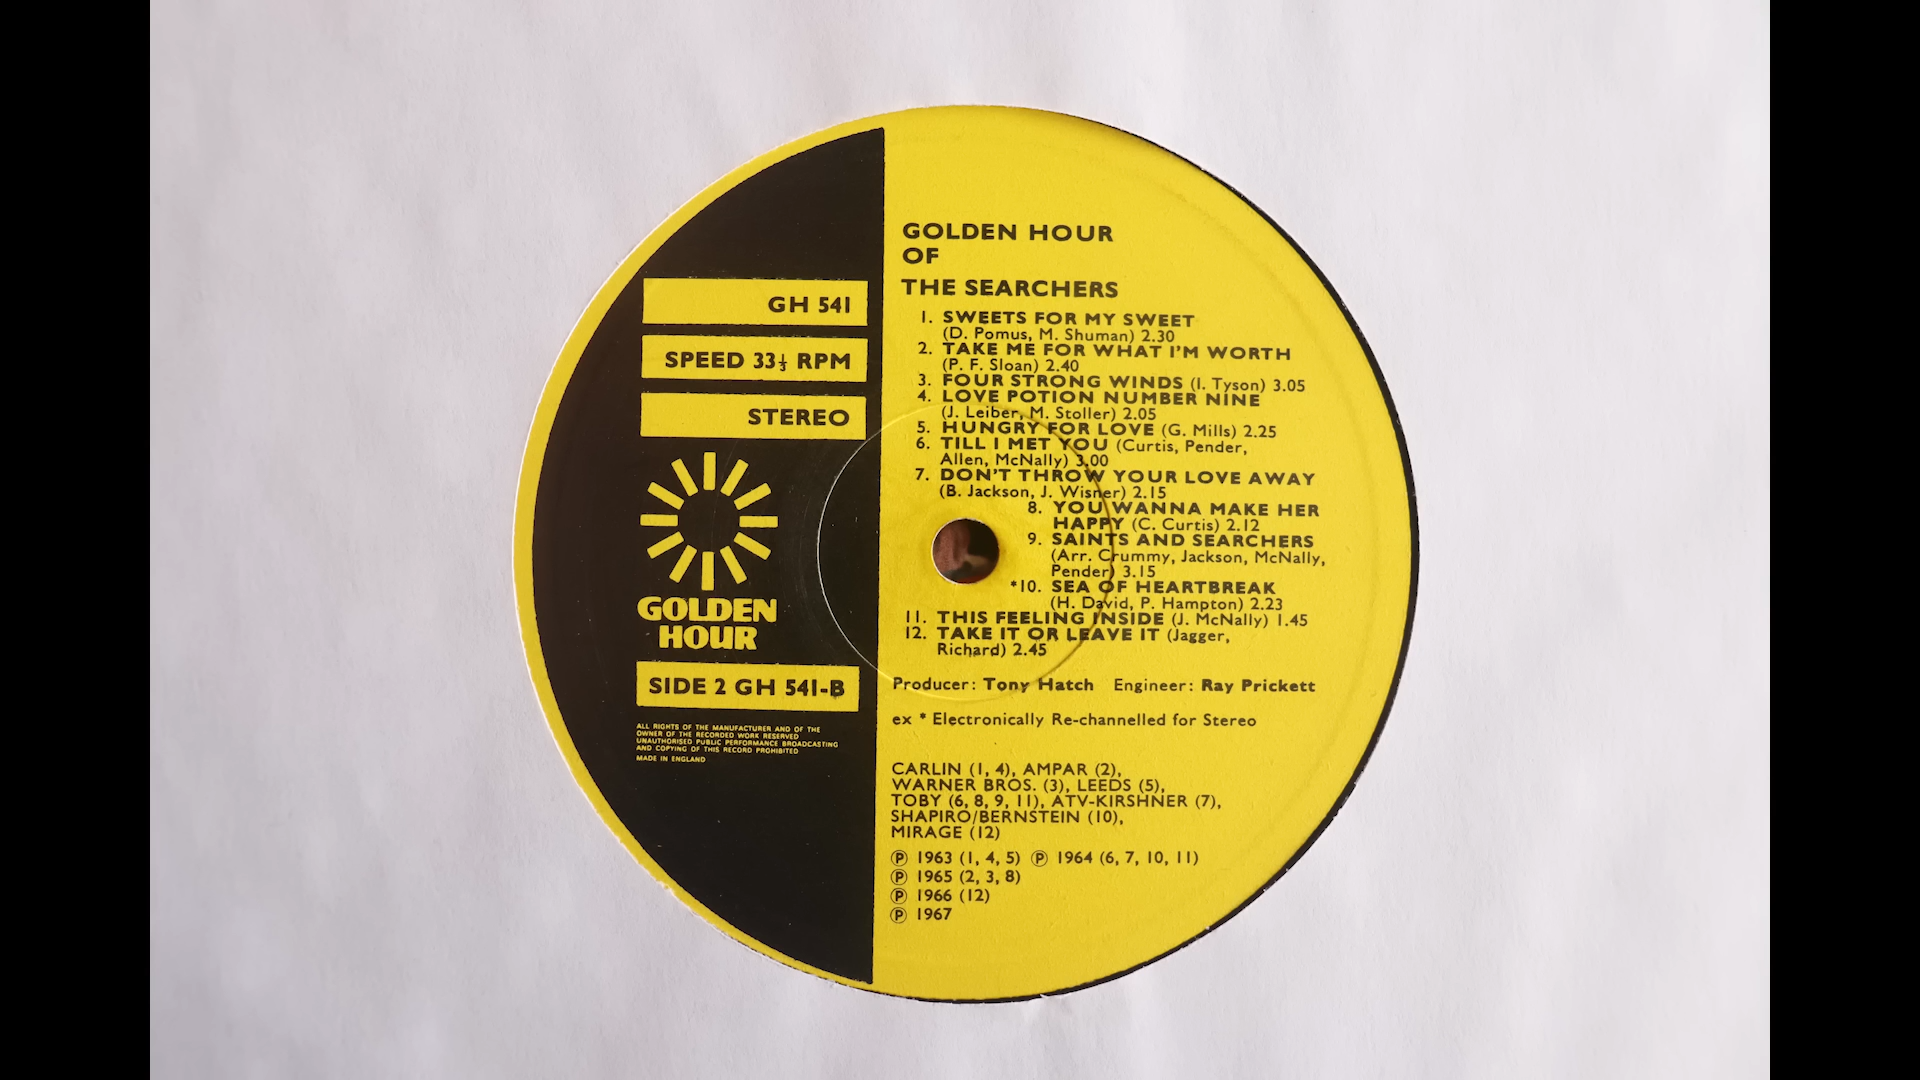 GH 541
SPEED 33⅓ RPM
STEREO
GOLDEN
HOUR
SIDE 2 GH 541-B
ALL RIGHTS OF THE MANUFACTURER AND OF THE
OWNER OF THE RECORDED WORK RESERVED
UNAUTHORISED PUBLIC PERFORMANCE BROADCASTING
AND COPYING OF THIS RECORD PROHIBITED
MADE IN ENGLAND
GOLDEN HOUR
OF
THE SEARCHERS
1. SWEETS FOR MY SWEET
(D. Pomus, M. Shuman) 2.30
2. TAKE ME FOR WHAT I'M WORTH
(P. F. Sloan) 2.40
3. FOUR STRONG WINDS (I. Tyson) 3.05
4. LOVE POTION NUMBER NINE
(J. Leiber, M. Stoller) 2.05
5. HUNGRY FOR LOVE (G. Mills) 2.25
6. TILL I MET YOU (Curtis, Pender,
Allen, McNally) 3.00
7. DON'T THROW YOUR LOVE AWAY
(B. Jackson, J. Wisner) 2.15
8. YOU WANNA MAKE HER
HAPPY (C. Curtis) 2.12
9. SAINTS AND SEARCHERS
(Arr. Crummy, Jackson, McNally,
Pender) 3.15
*10. SEA OF HEARTBREAK
(H. David, P. Hampton) 2.23
11. THIS FEELING INSIDE (J. McNally) 1.45
12. TAKE IT OR LEAVE IT (Jagger,
Richard) 2.45
Producer: Tony Hatch Engineer: Ray Prickett
ex * Electronically Re-channelled for Stereo
CARLIN (1, 4), AMPAR (2),
WARNER BROS. (3), LEEDS (5),
TOBY (6, 8, 9, 11), ATV-KIRSHNER (7),
SHAPIRO/BERNSTEIN (10),
MIRAGE (12)
℗ 1963 (1, 4, 5) ℗ 1964 (6, 7, 10, 11)
℗ 1965 (2, 3, 8)
℗ 1966 (12)
℗ 1967